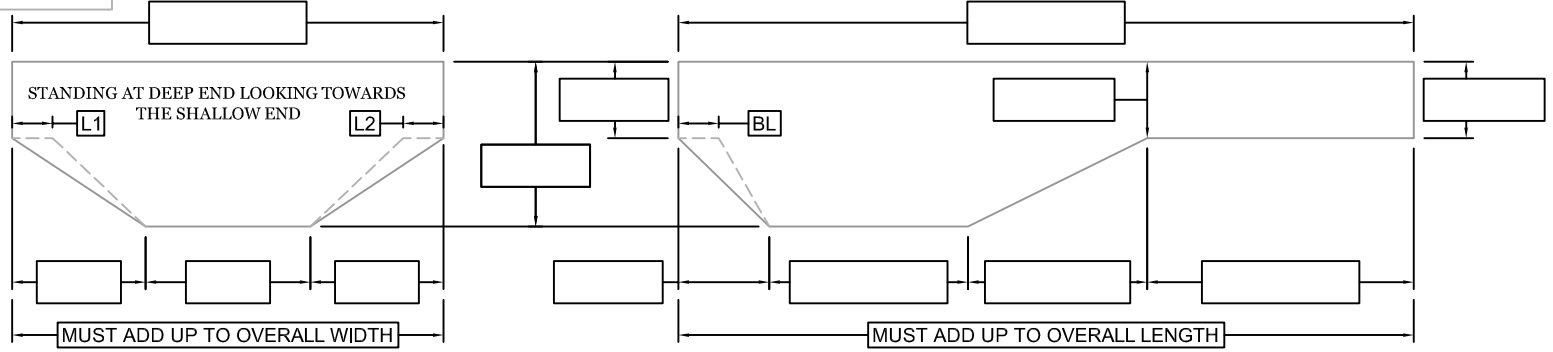 STANDING AT DEEP END LOOKING TOWARDS
THE SHALLOW END
L1
L2
BL
MUST ADD UP TO OVERALL WIDTH
MUST ADD UP TO OVERALL LENGTH